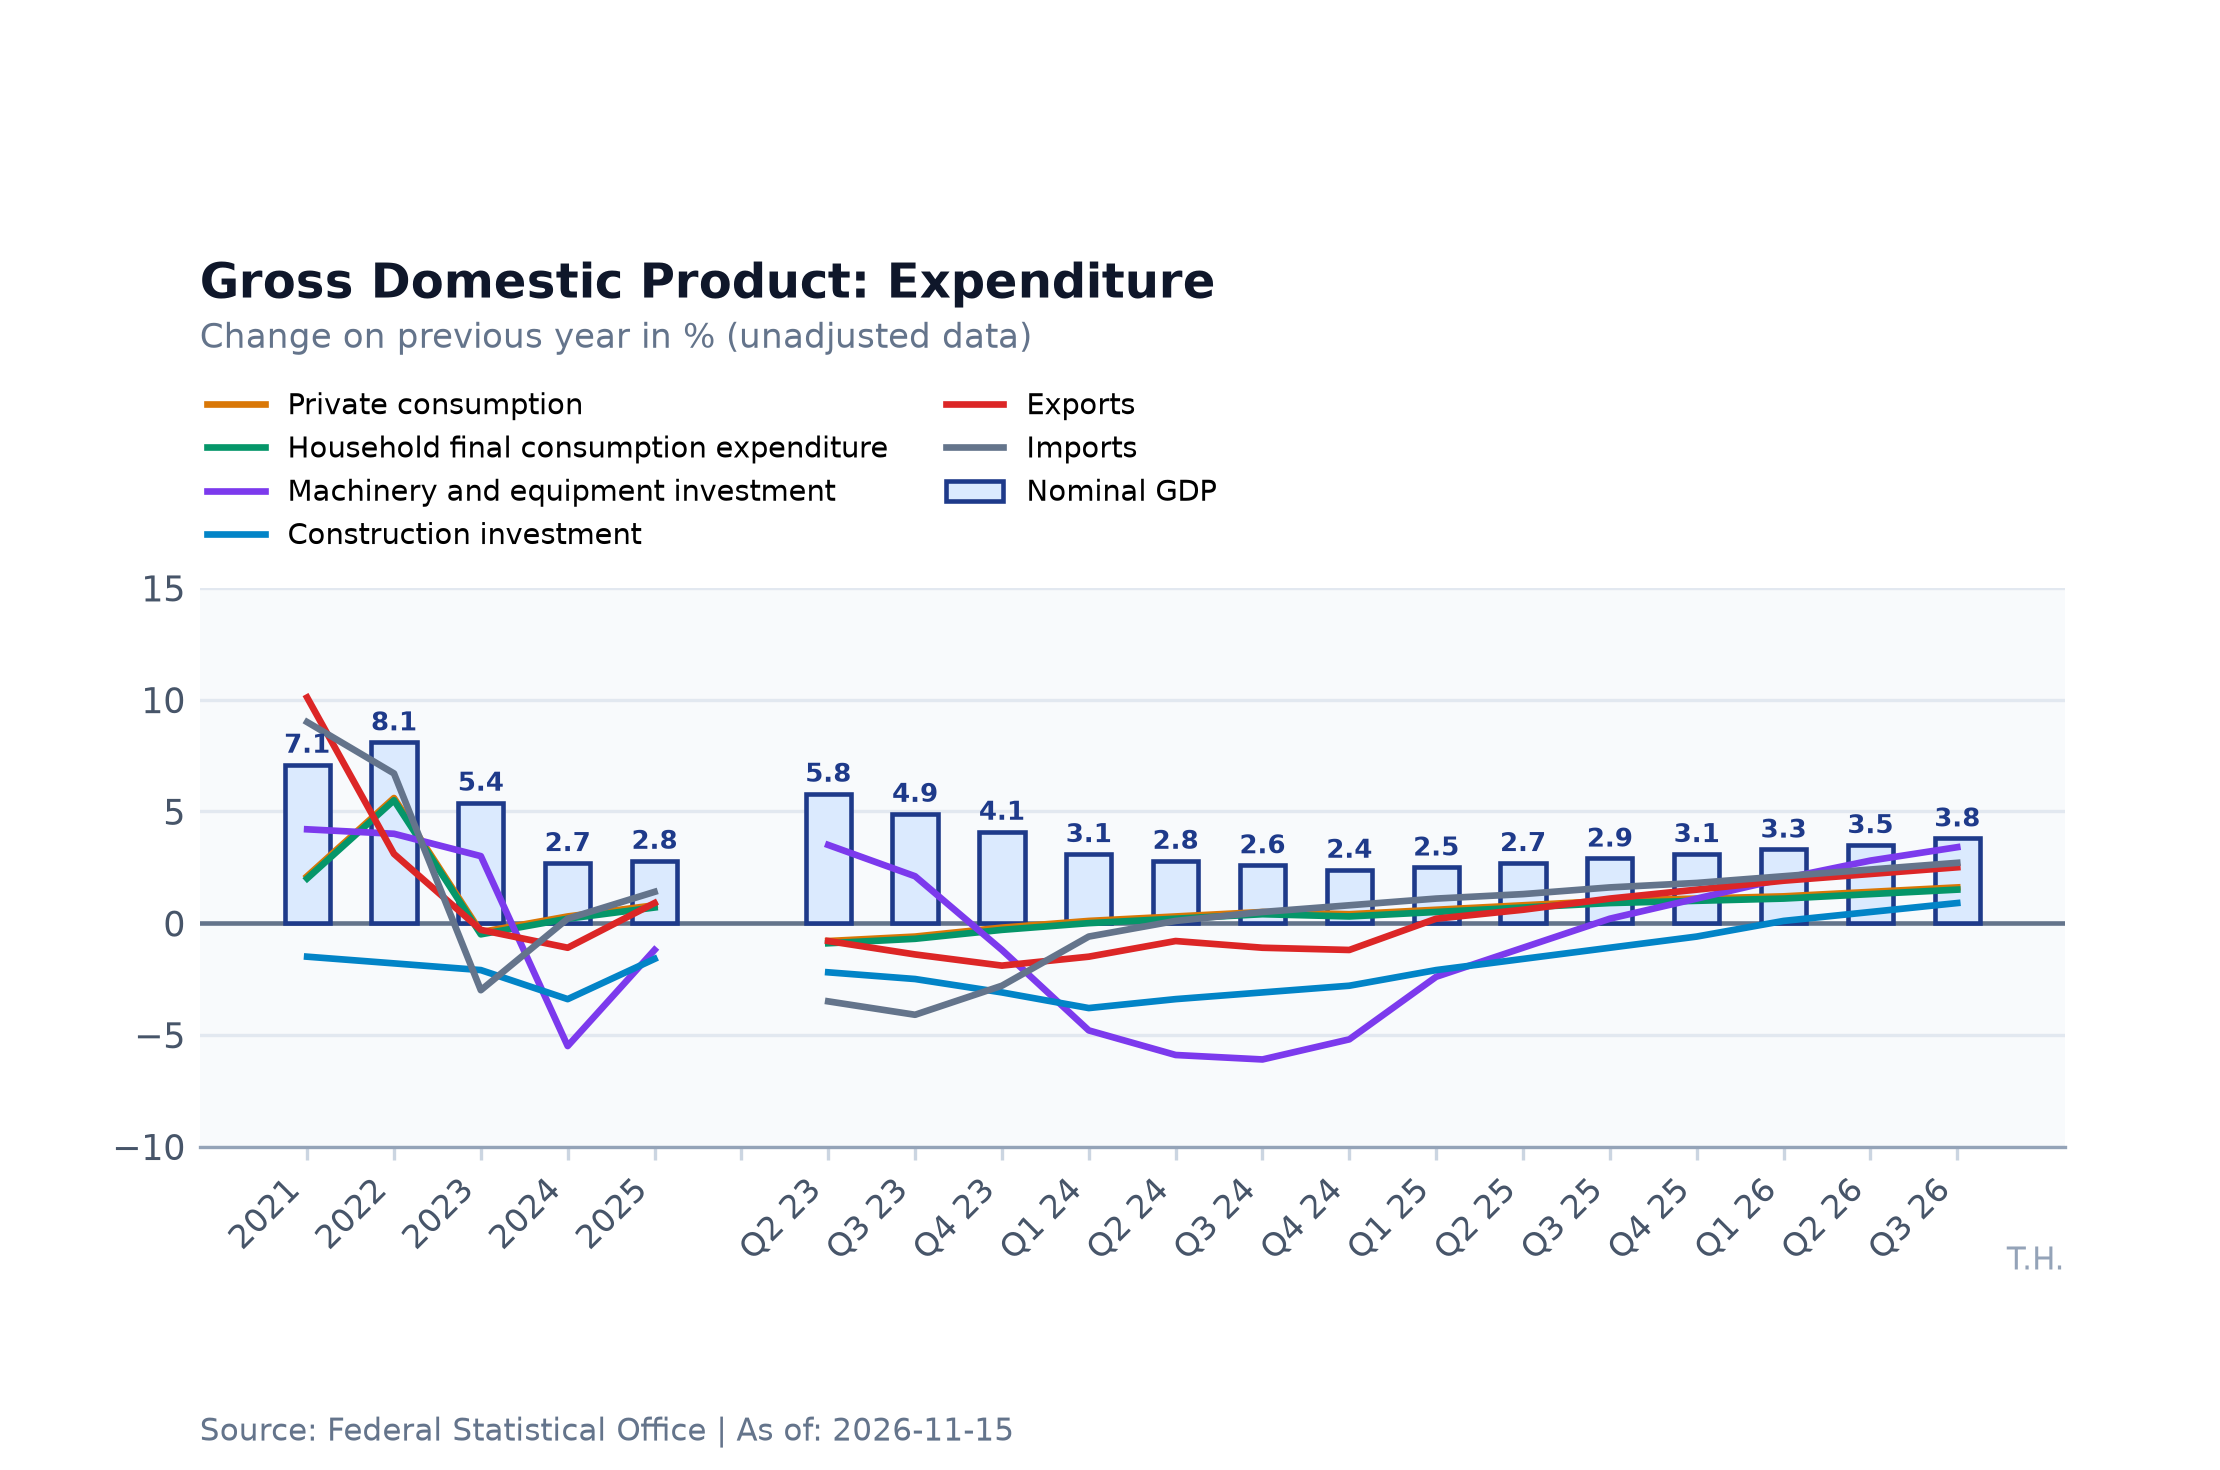 Gross Domestic Product: Expenditure
Change on previous year in % (unadjusted data)
Private consumption
Household final consumption expenditure
Machinery and equipment investment
Construction investment
Exports
Imports
Nominal GDP
15
10
5
0
−5
−10
7.1
8.1
5.4
2.7
2.8
5.8
4.9
4.1
3.1
2.8
2.6
2.4
2.5
2.7
2.9
3.1
3.3
3.5
3.8
2021
2022
2023
2024
2025
Q2 23
Q3 23
Q4 23
Q1 24
Q2 24
Q3 24
Q4 24
Q1 25
Q2 25
Q3 25
Q4 25
Q1 26
Q2 26
Q3 26
T.H.
Source: Federal Statistical Office | As of: 2026-11-15